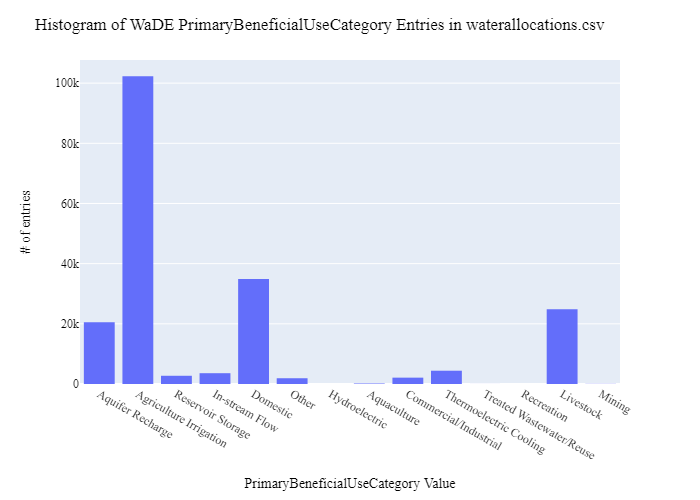 Histogram of WaDE PrimaryBeneficialUseCategory Entries in waterallocations.csv
# of entries
100k
80k
60k
40k
20k
0
Aquifer Recharge
Agriculture Irrigation
Reservoir Storage
In-stream Flow
Domestic
Other
Hydroelectric
Aquaculture
Commercial/Industrial
Thermoelectric Cooling
Treated Wastewater/Reuse
Recreation
Livestock
Mining
PrimaryBeneficialUseCategory Value